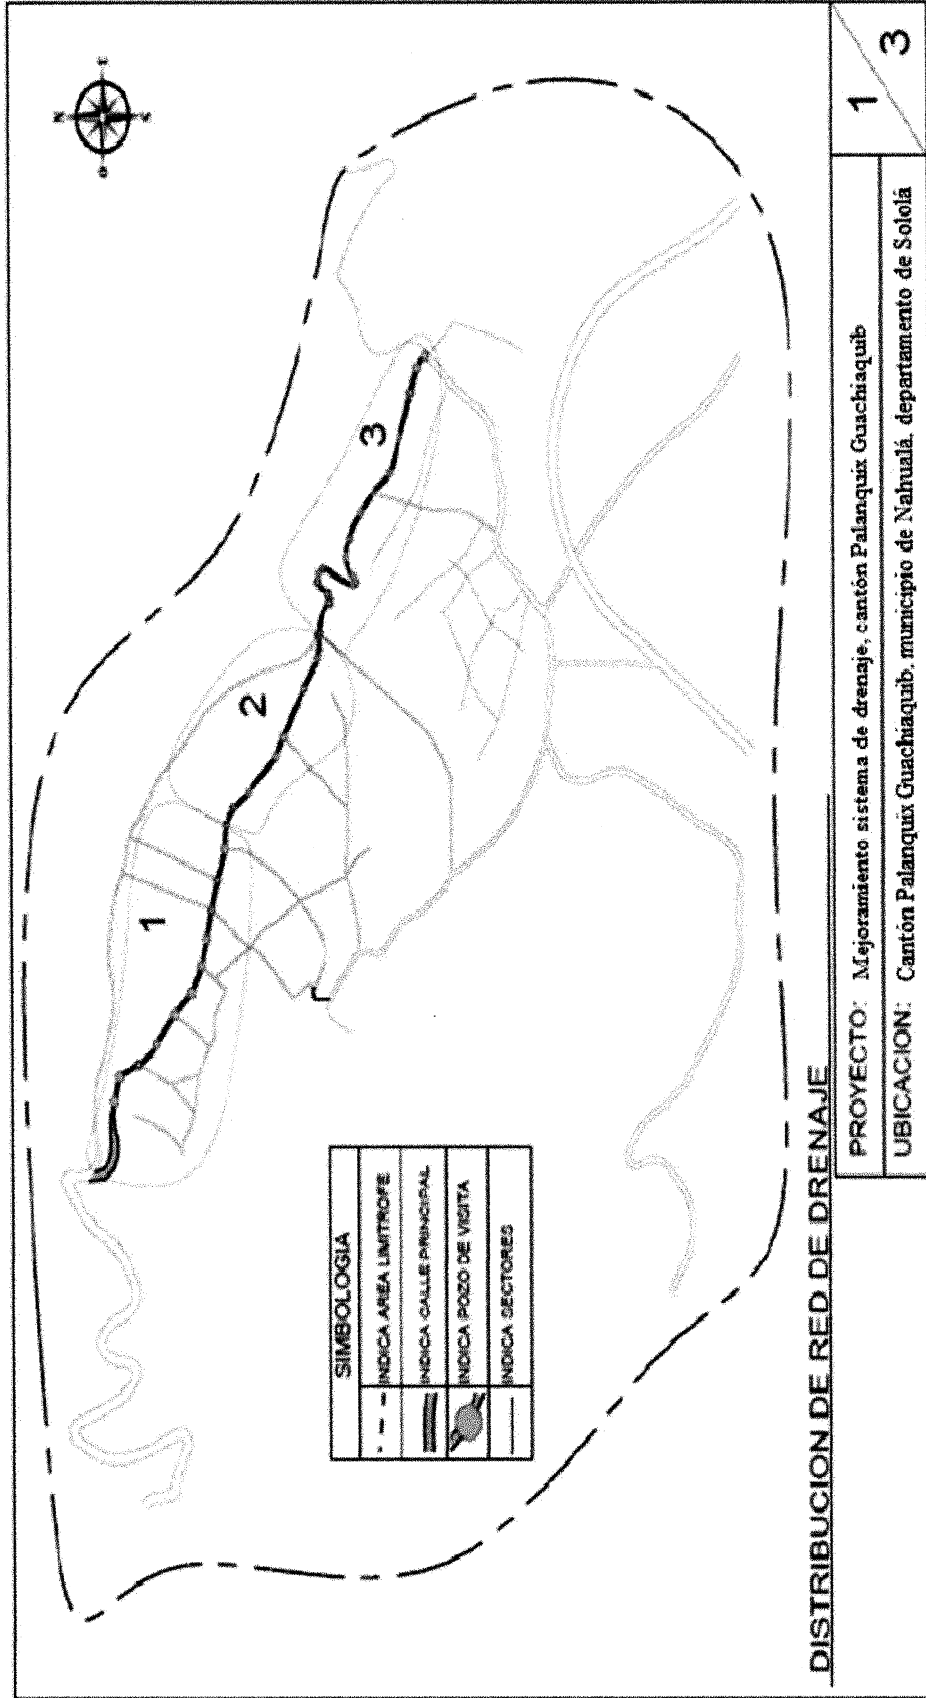 N
E
S
O
1
2
3
SIMBOLOGIA
INDICA AREA LIMITROFE
INDICA CALLE PRINCIPAL
INDICA POZO DE VISITA
INDICA SECTORES
DISTRIBUCION DE RED DE DRENAJE
PROYECTO: Mejoramiento sistema de drenaje, cantón Palanquix Guachiaquib
UBICACION: Cantón Palanquix Guachiaquib, municipio de Nahualá, departamento de Sololá
1
3